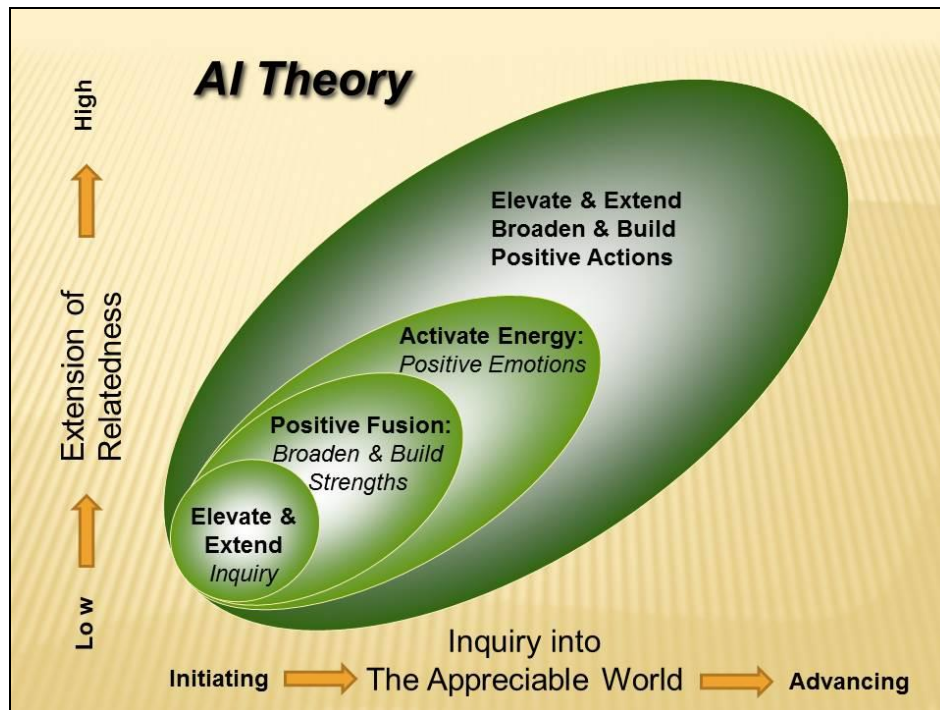 AI Theory
High
Extension of
Relatedness
Low
Elevate & Extend
Broaden & Build
Positive Actions
Activate Energy:
Positive Emotions
Positive Fusion:
Broaden & Build
Strengths
Elevate &
Extend
Inquiry
Inquiry into
Initiating
The Appreciable World
Advancing